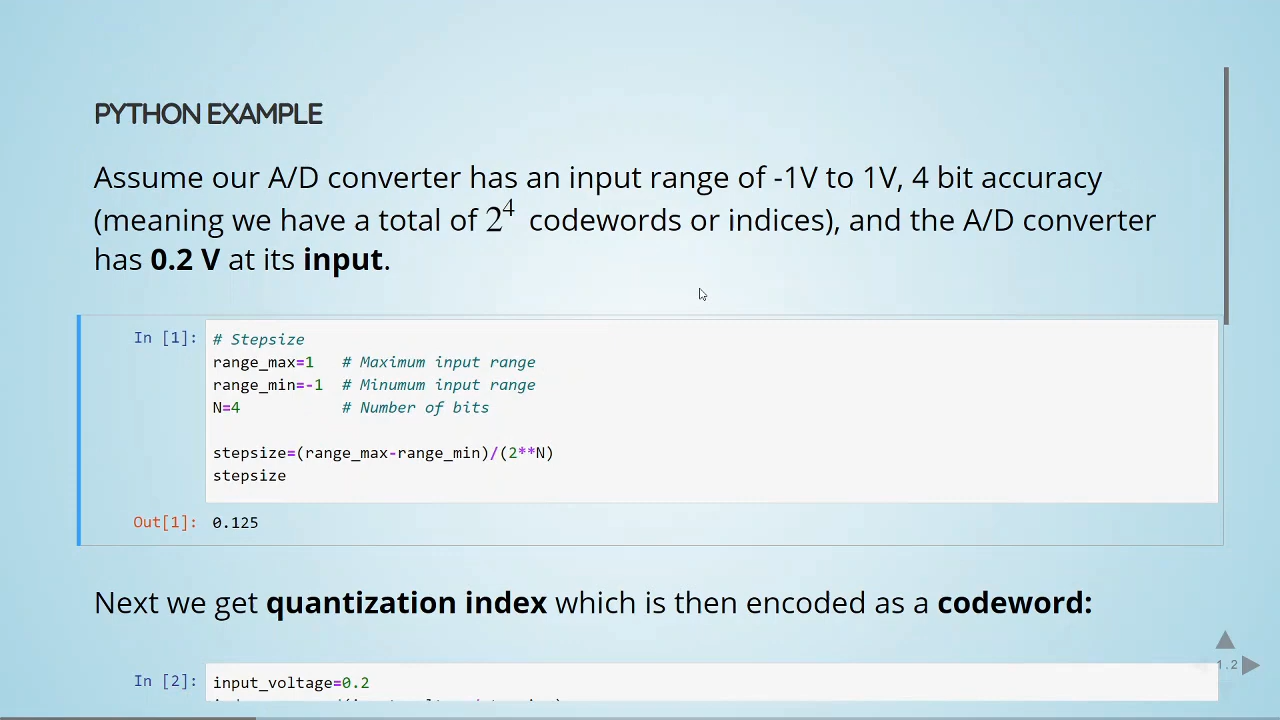 PYTHON EXAMPLE
Assume our A/D converter has an input range of -1V to 1V, 4 bit accuracy
(meaning we have a total of 2^4 codewords or indices), and the A/D converter
has 0.2 V at its input.
In [1]:
# Stepsize
range_max=1   # Maximum input range
range_min=-1  # Minumum input range
N=4           # Number of bits
stepsize=(range_max-range_min)/(2**N)
stepsize
Out[1]: 0.125
Next we get quantization index which is then encoded as a codeword:
In [2]: input_voltage=0.2
1.2